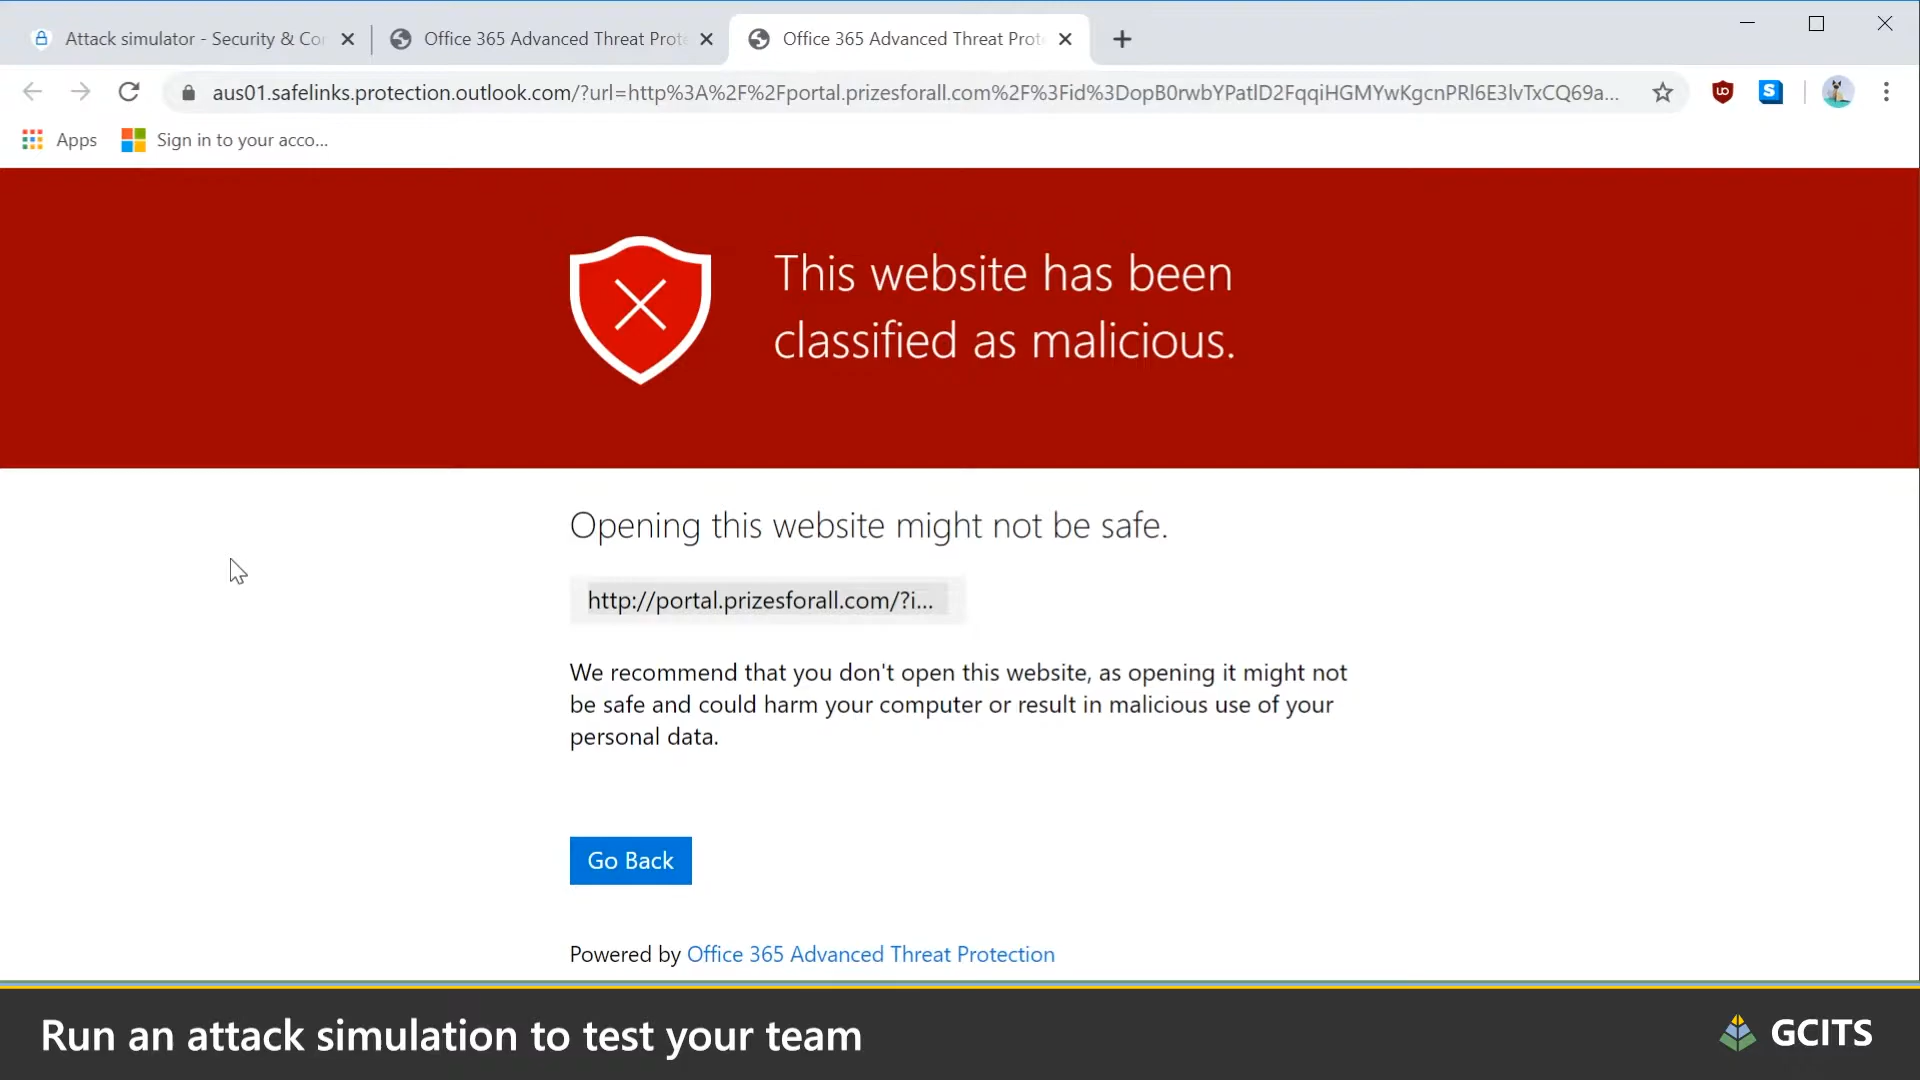 Attack simulator - Security & Co
Office 365 Advanced Threat Prot
Office 365 Advanced Threat Prot
aus01.safelinks.protection.outlook.com/?url=http%3A%2F%2Fportal.prizesforall.com%2F%3Fid%3DopB0rwbYPatlD2FqqiHGMYwKgcnPRl6E3lvTxCQ69a...
S
Apps
Sign in to your acco...
This website has been
classified as malicious.
Opening this website might not be safe.
http://portal.prizesforall.com/?i...
We recommend that you don't open this website, as opening it might not
be safe and could harm your computer or result in malicious use of your
personal data.
Go Back
Powered by Office 365 Advanced Threat Protection
Run an attack simulation to test your team
GCITS